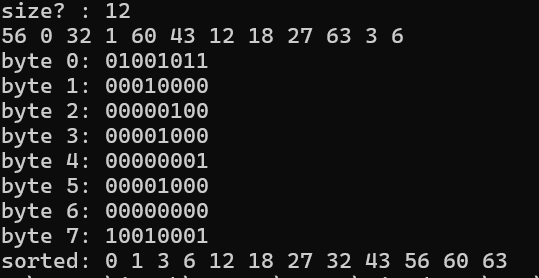 size? : 12
56 0 32 1 60 43 12 18 27 63 3 6
byte 0: 01001011
byte 1: 00010000
byte 2: 00000100
byte 3: 00001000
byte 4: 00000001
byte 5: 00001000
byte 6: 00000000
byte 7: 10010001
sorted: 0 1 3 6 12 18 27 32 43 56 60 63